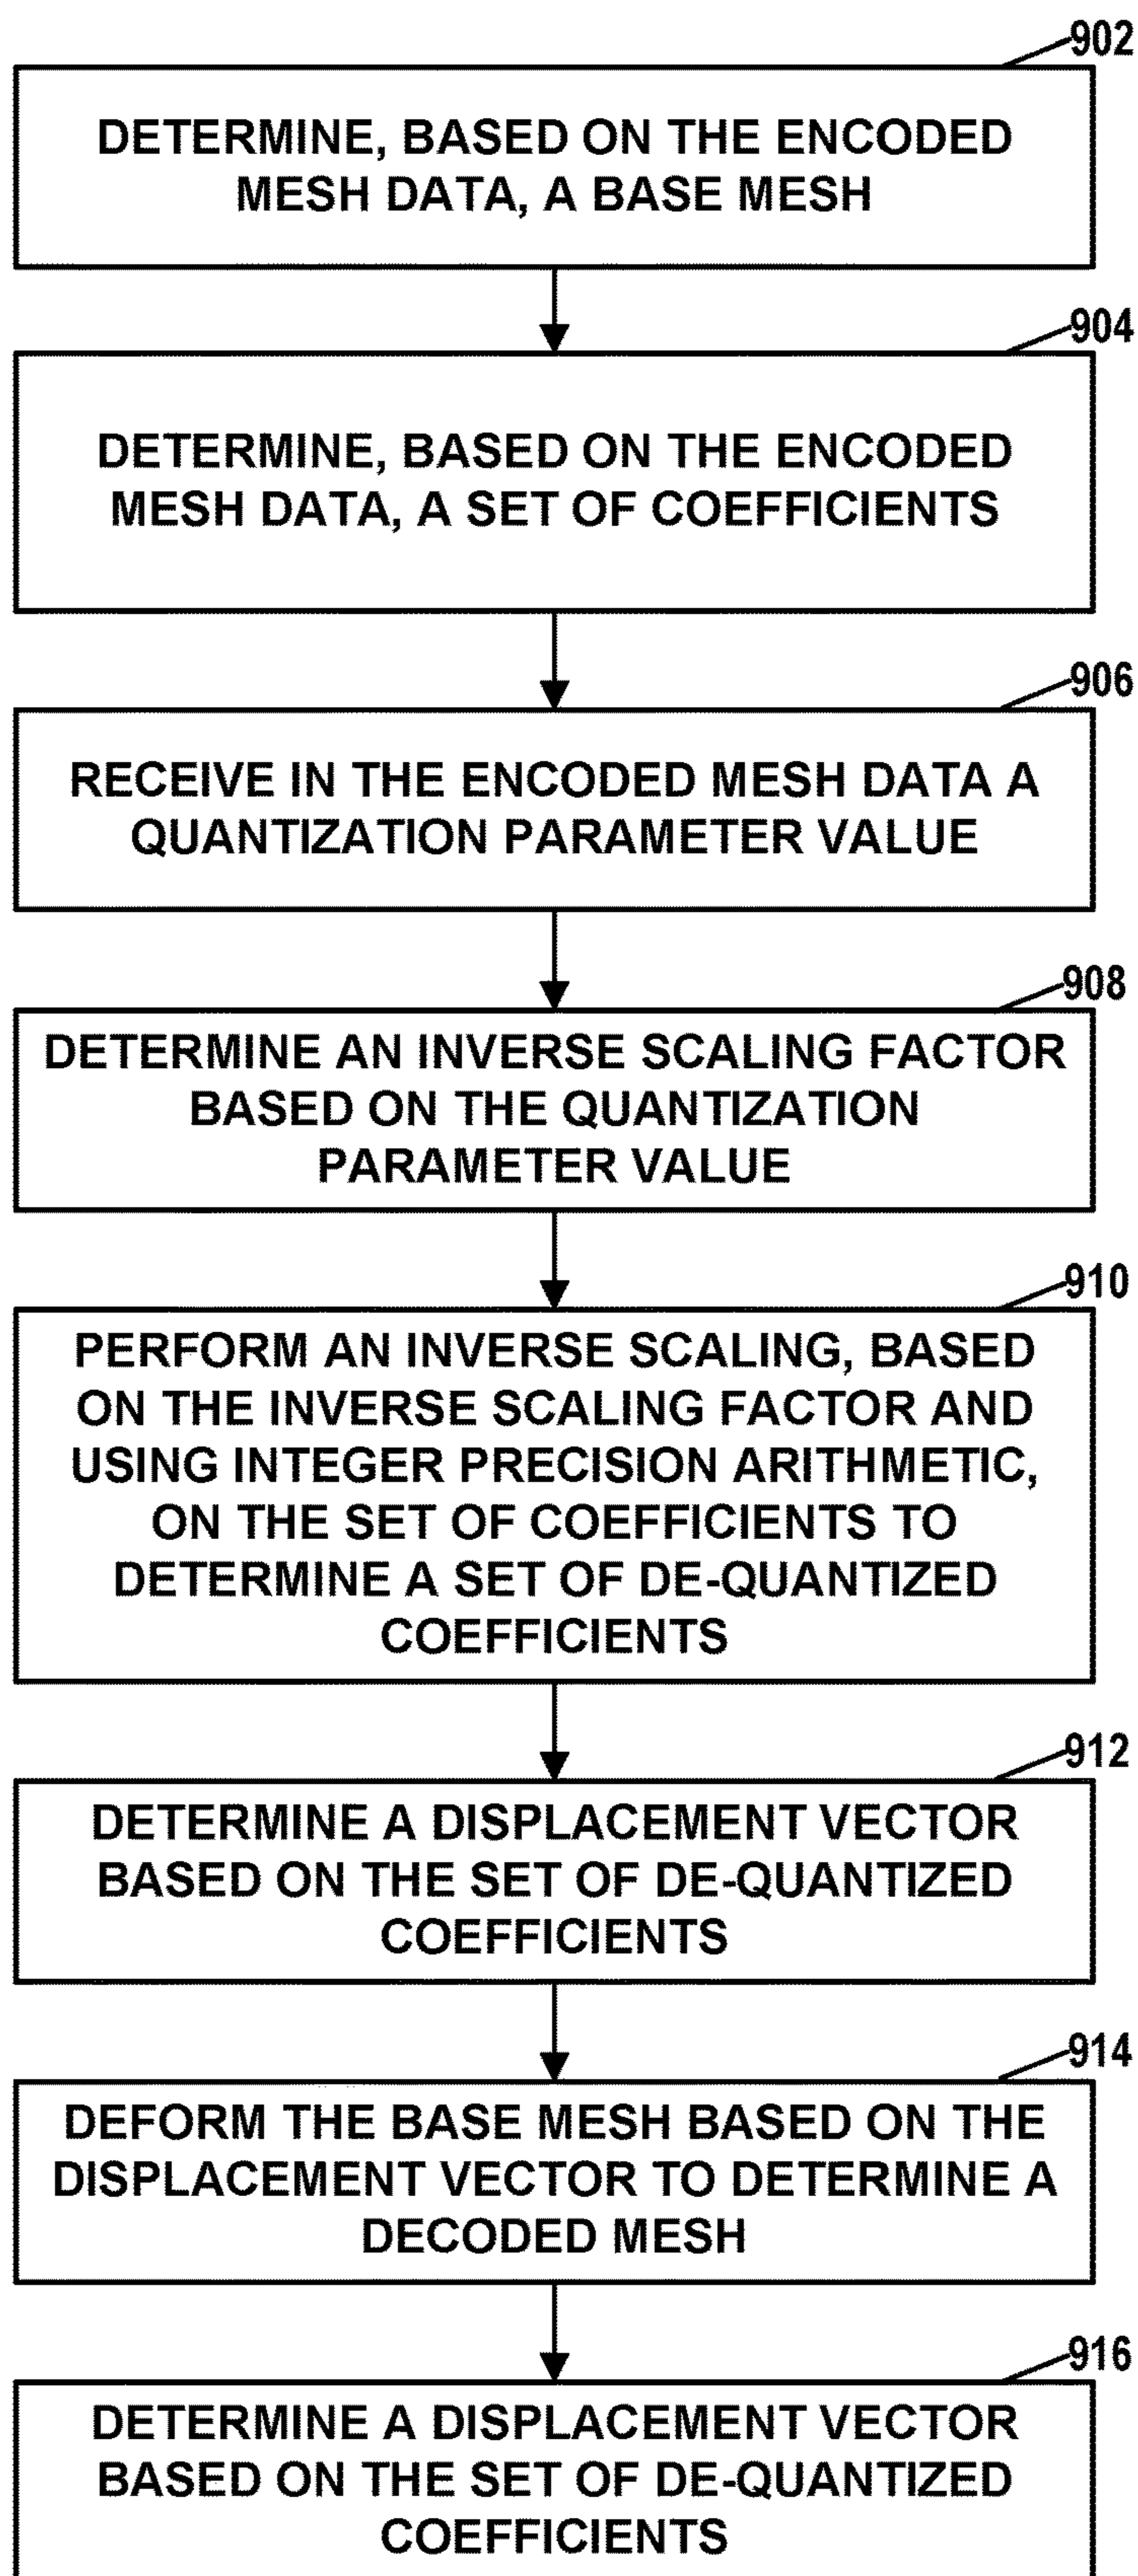 902
DETERMINE, BASED ON THE ENCODED
MESH DATA, A BASE MESH
904
DETERMINE, BASED ON THE ENCODED
MESH DATA, A SET OF COEFFICIENTS
906
RECEIVE IN THE ENCODED MESH DATA A
QUANTIZATION PARAMETER VALUE
908
DETERMINE AN INVERSE SCALING FACTOR
BASED ON THE QUANTIZATION
PARAMETER VALUE
910
PERFORM AN INVERSE SCALING, BASED
ON THE INVERSE SCALING FACTOR AND
USING INTEGER PRECISION ARITHMETIC,
ON THE SET OF COEFFICIENTS TO
DETERMINE A SET OF DE-QUANTIZED
COEFFICIENTS
912
DETERMINE A DISPLACEMENT VECTOR
BASED ON THE SET OF DE-QUANTIZED
COEFFICIENTS
914
DEFORM THE BASE MESH BASED ON THE
DISPLACEMENT VECTOR TO DETERMINE A
DECODED MESH
916
DETERMINE A DISPLACEMENT VECTOR
BASED ON THE SET OF DE-QUANTIZED
COEFFICIENTS